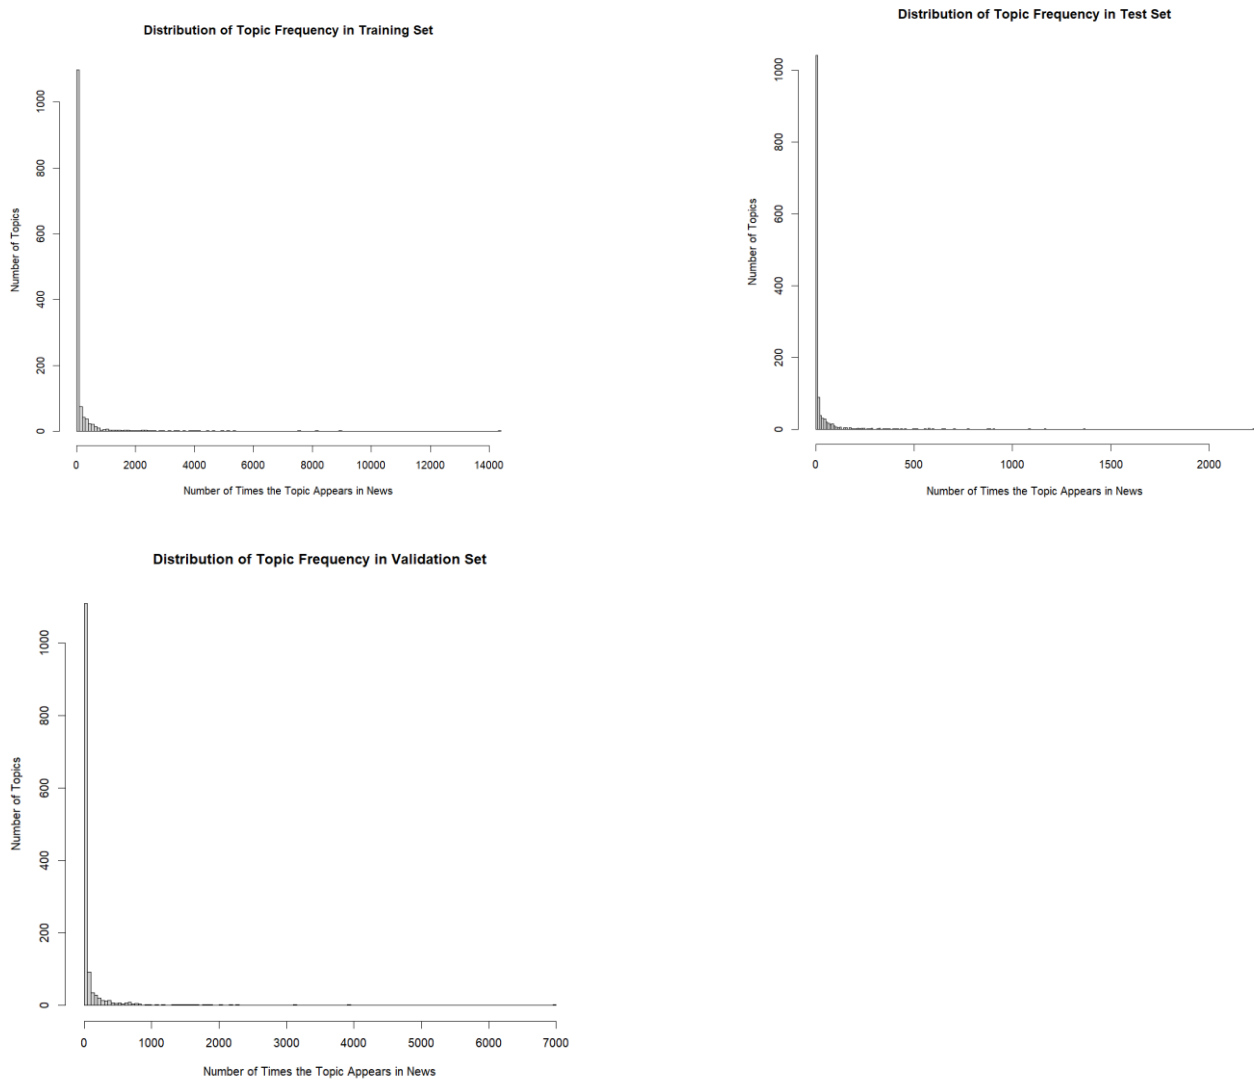 Distribution of Topic Frequency in Training Set
Number of Topics
0
200
400
600
800
1000
0 2000 4000 6000 8000 10000 12000 14000
Number of Times the Topic Appears in News
Distribution of Topic Frequency in Test Set
Number of Topics
0
200
400
600
800
1000
0 500 1000 1500 2000
Number of Times the Topic Appears in News
Distribution of Topic Frequency in Validation Set
Number of Topics
0
200
400
600
800
1000
0 1000 2000 3000 4000 5000 6000 7000
Number of Times the Topic Appears in News